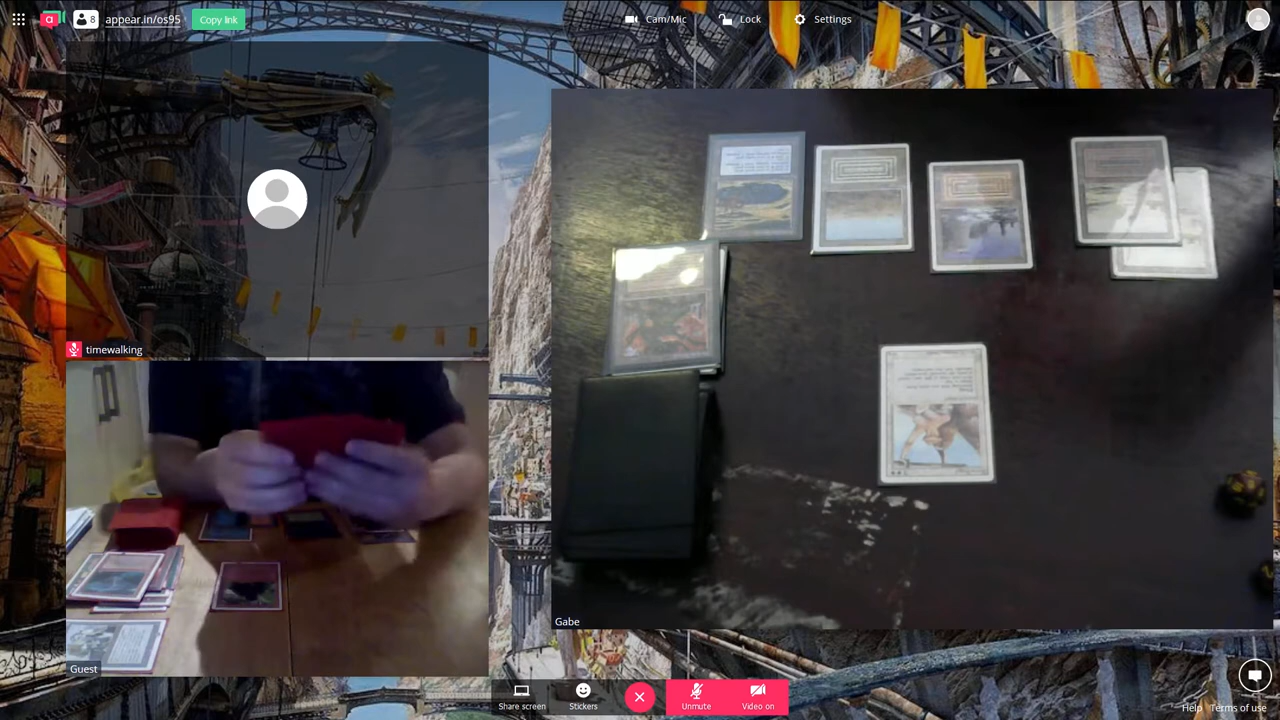 8
appear.in/os95
Copy link
Cam/Mic
Lock
Settings
timewalking
Guest
Gabe
Share screen
Stickers
Unmute
Video on
Help
Terms of use